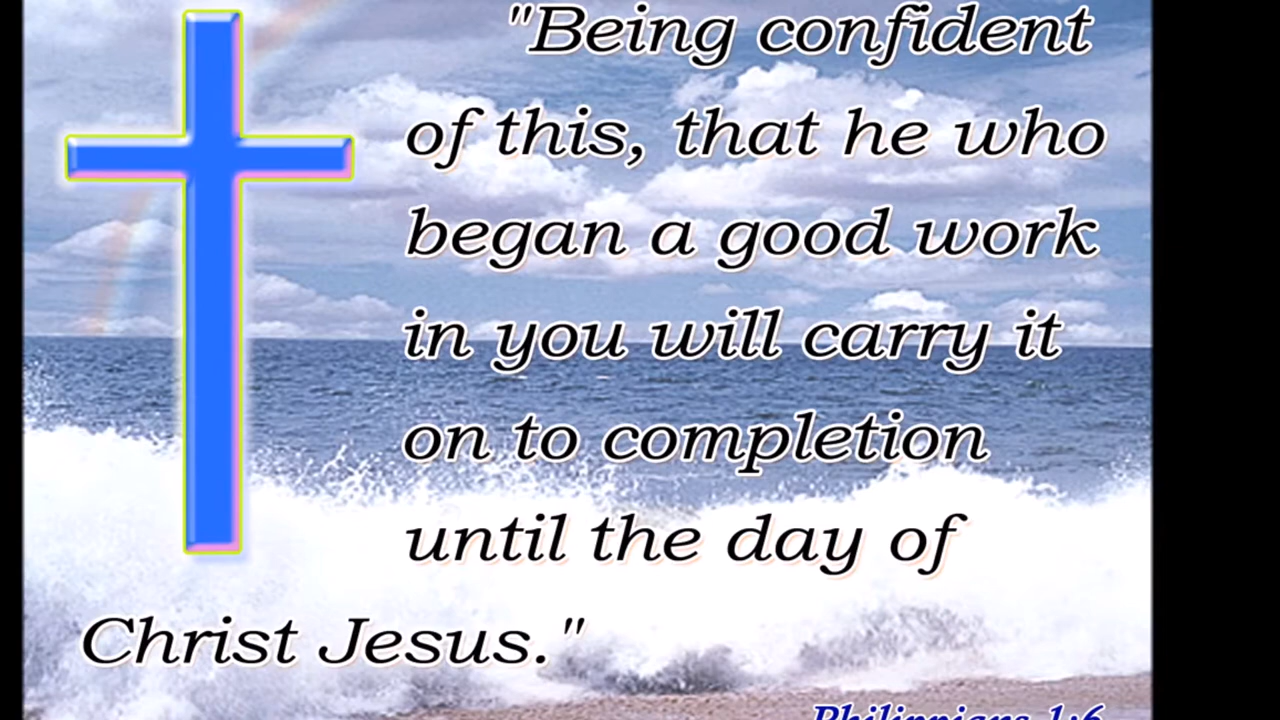 "Being confident
of this, that he who
began a good work
in you will carry it
on to completion
until the day of
Christ Jesus."
Philippians 1:6